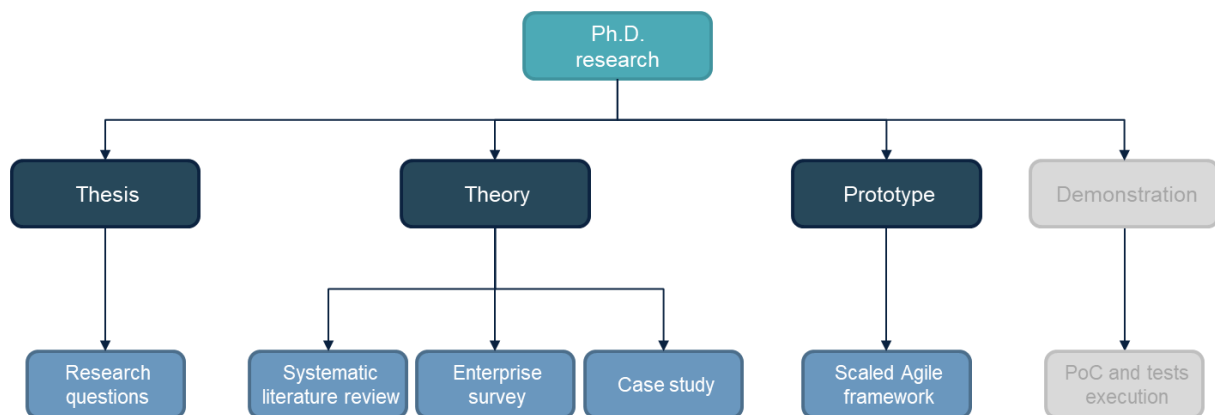 Ph.D.
research
Thesis
Theory
Prototype
Demonstration
Research
questions
Systematic
literature review
Enterprise
survey
Case study
Scaled Agile
framework
PoC and tests
execution